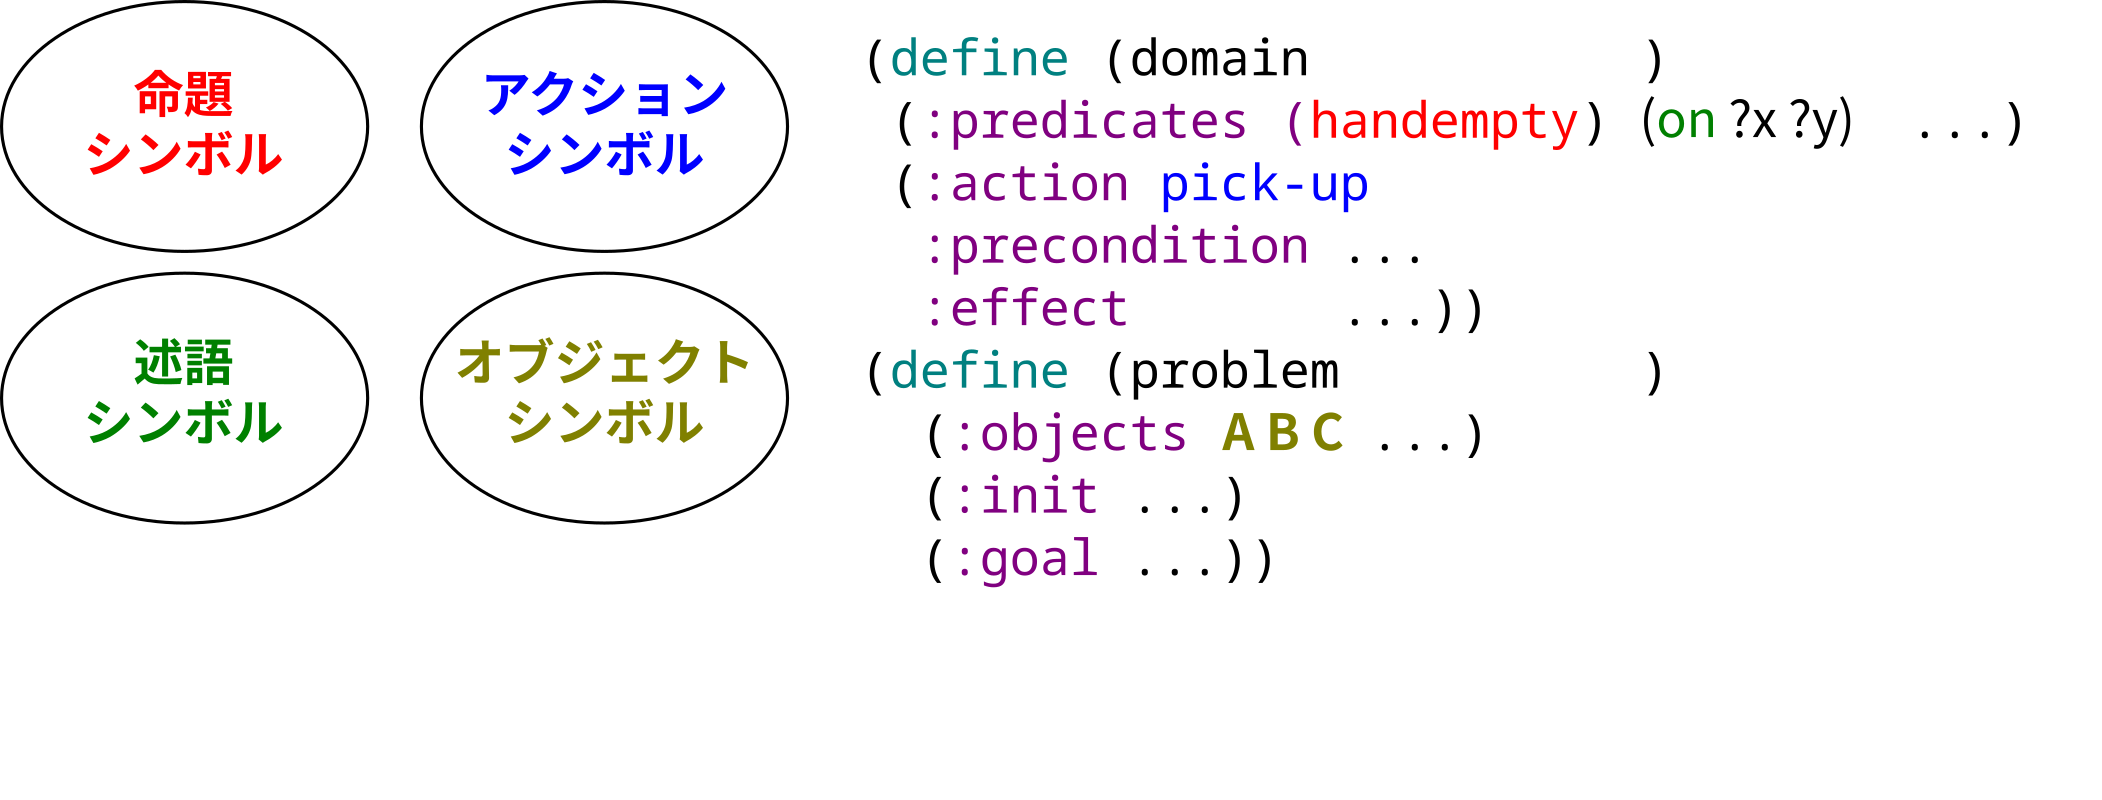 命題
シンボル
アクション
シンボル
述語
シンボル
オブジェクト
シンボル
(define (domain )
(:predicates (handempty) (on ?x ?y) ...)
(:action pick-up
:precondition ...
:effect ...))
(define (problem )
(:objects A B C ...)
(:init ...)
(:goal ...))